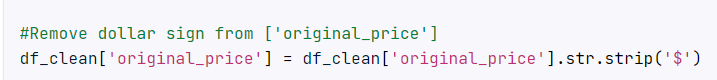 #Remove dollar sign from ['original_price']
df_clean['original_price'] = df_clean['original_price'].str.strip('$')